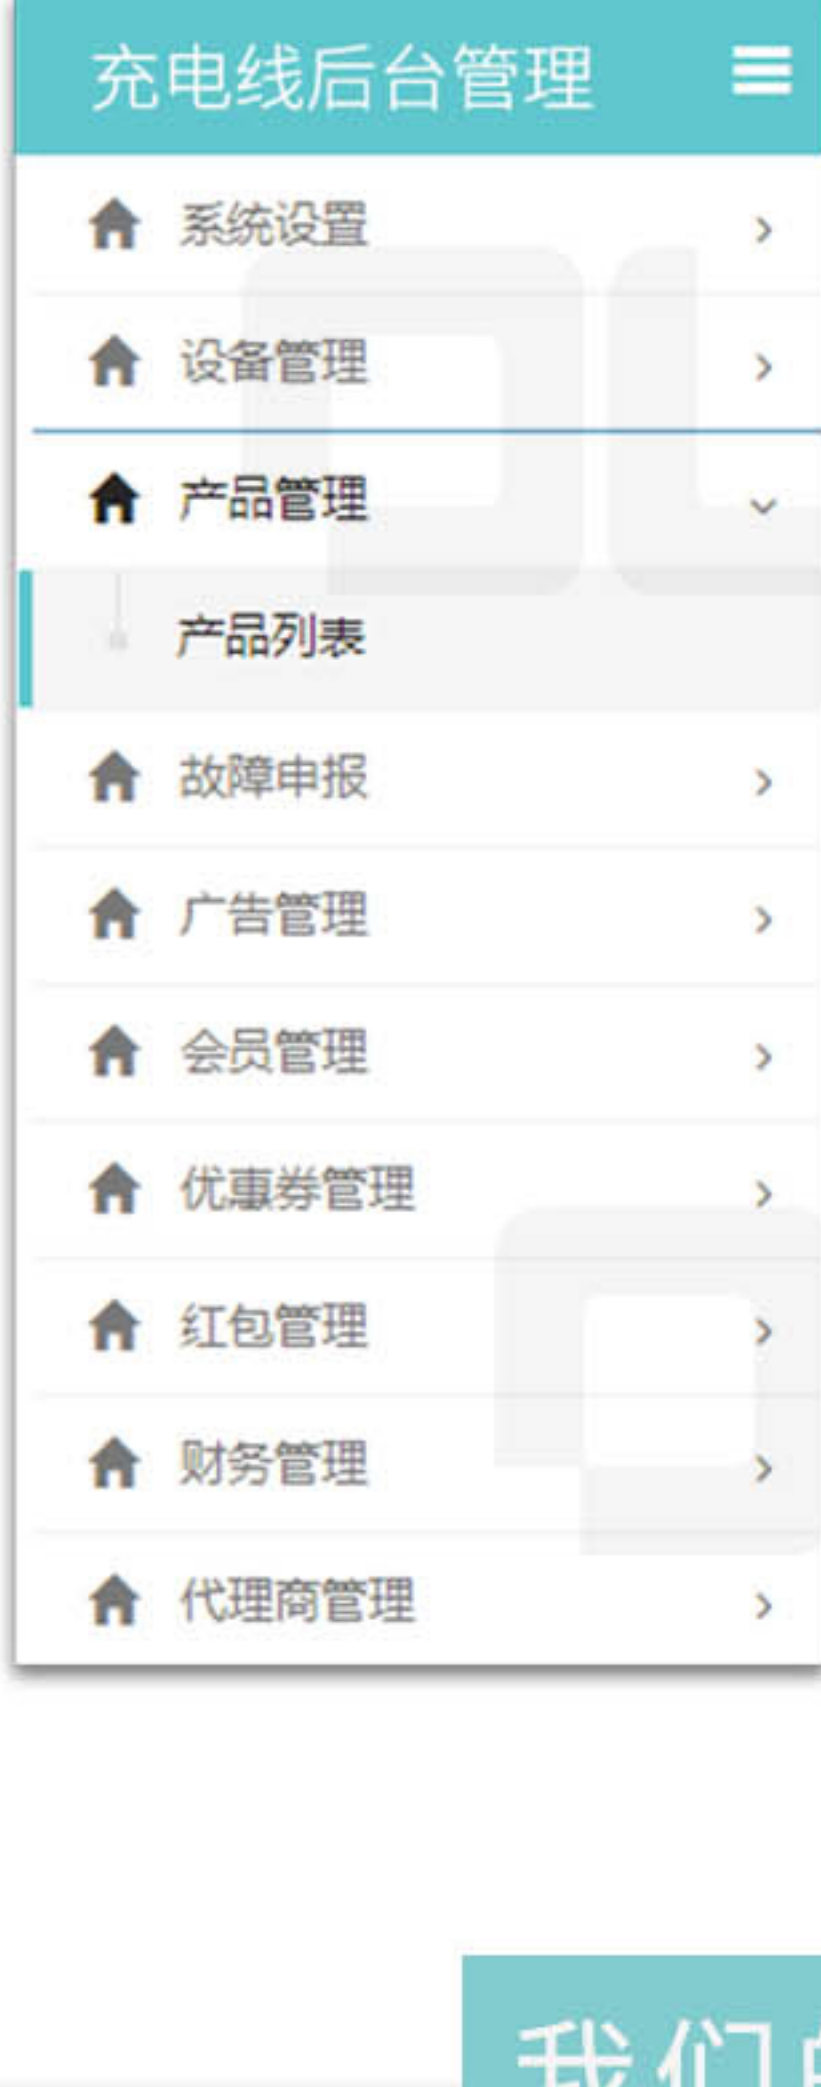 充电线后台管理
系统设置
设备管理
产品管理
产品列表
故障申报
广告管理
会员管理
优惠券管理
红包管理
财务管理
代理商管理
我们